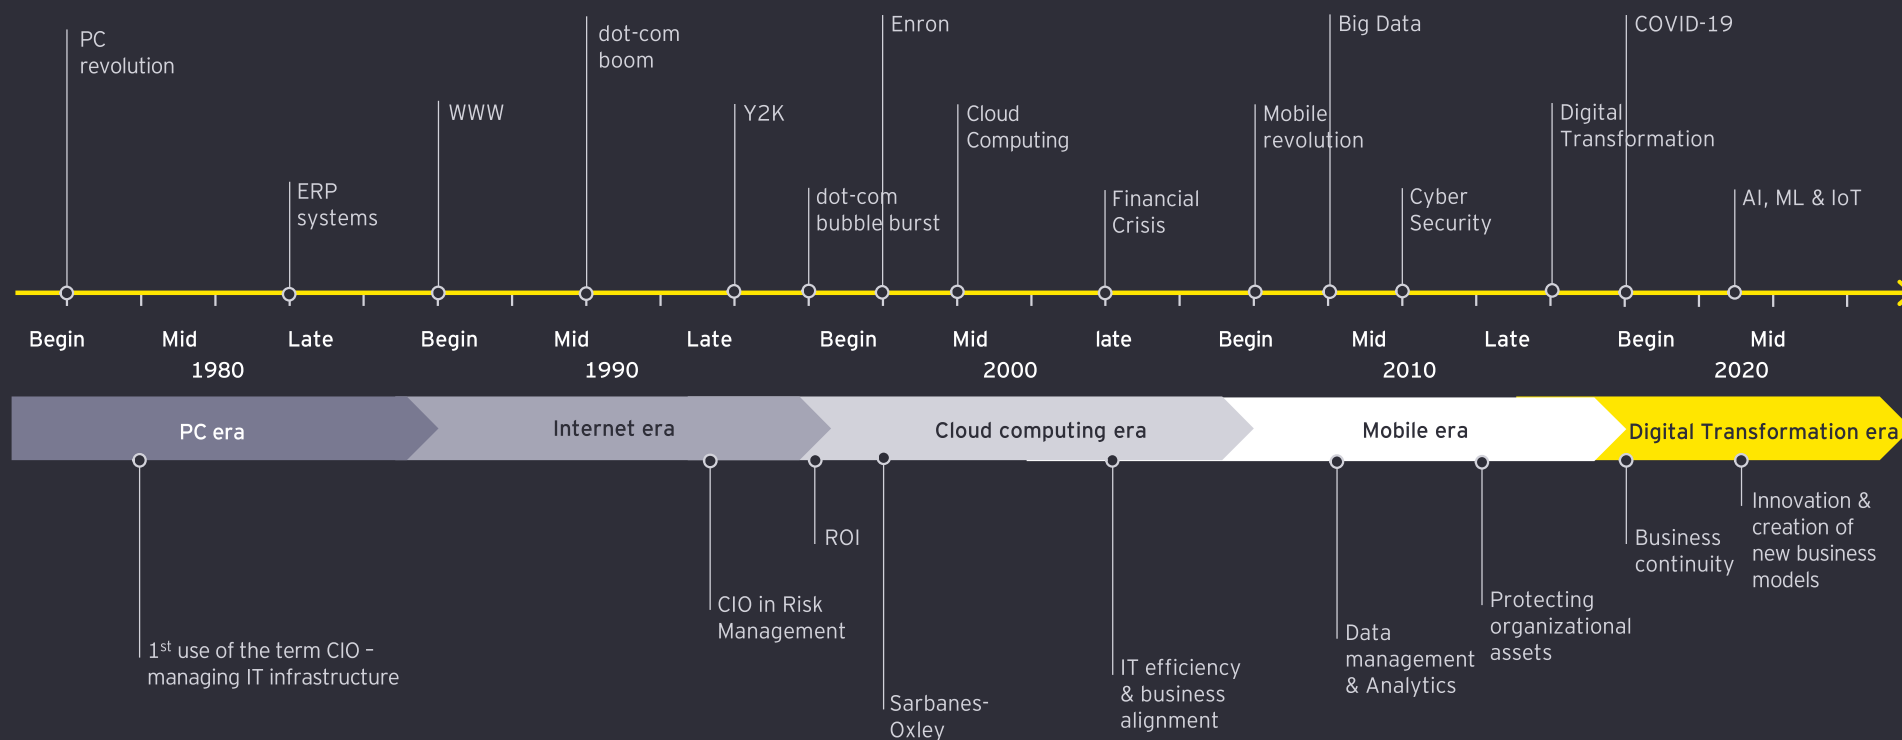 PC
revolution
ERP
systems
WWW
dot-com
boom
Y2K
dot-com
bubble burst
Enron
Cloud
Computing
Financial
Crisis
Mobile
revolution
Big Data
Cyber
Security
Digital
Transformation
COVID-19
AI, ML & IoT
Begin Mid Late Begin Mid Late Begin Mid late Begin Mid Late Begin Mid
1980 1990 2000 2010 2020
PC era
Internet era
Cloud computing era
Mobile era
Digital Transformation era
1st use of the term CIO –
managing IT infrastructure
CIO in Risk
Management
ROI
Sarbanes-
Oxley
IT efficiency
& business
alignment
Data
management
& Analytics
Protecting
organizational
assets
Business
continuity
Innovation &
creation of
new business
models